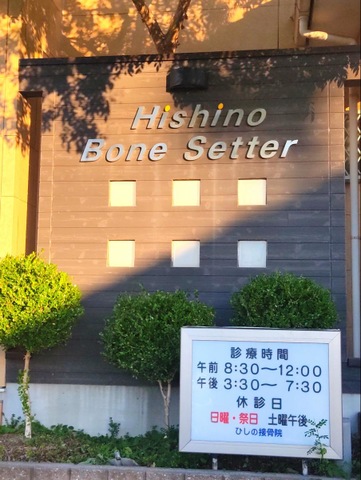 Hishino
Bone Setter
診療時間
午前 8:30〜12:00
午後 3:30〜 7:30
休診日
日曜・祭日 土曜午後
ひしの接骨院